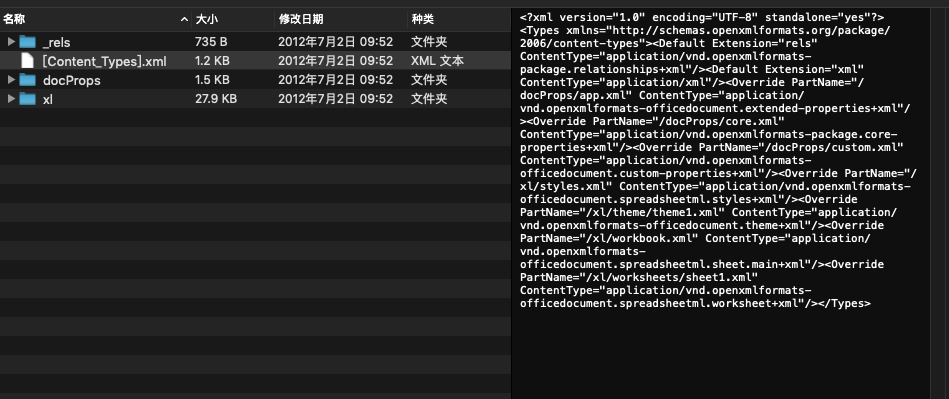 名称 大小 修改日期 种类
_rels 735 B 2012年7月2日 09:52 文件夹
[Content_Types].xml 1.2 KB 2012年7月2日 09:52 XML 文本
docProps 1.5 KB 2012年7月2日 09:52 文件夹
xl 27.9 KB 2012年7月2日 09:52 文件夹
<?xml version="1.0" encoding="UTF-8" standalone="yes"?>
<Types xmlns="http://schemas.openxmlformats.org/package/
2006/content-types"><Default Extension="rels"
ContentType="application/vnd.openxmlformats-
package.relationships+xml"/><Default Extension="xml"
ContentType="application/xml"/><Override PartName="/
docProps/app.xml" ContentType="application/
vnd.openxmlformats-officedocument.extended-properties+xml"/
><Override PartName="/docProps/core.xml"
ContentType="application/vnd.openxmlformats-package.core-
properties+xml"/><Override PartName="/docProps/custom.xml"
ContentType="application/vnd.openxmlformats-
officedocument.custom-properties+xml"/><Override PartName="/
xl/styles.xml" ContentType="application/vnd.openxmlformats-
officedocument.spreadsheetml.styles+xml"/><Override
PartName="/xl/theme/theme1.xml" ContentType="application/
vnd.openxmlformats-officedocument.theme+xml"/><Override
PartName="/xl/workbook.xml" ContentType="application/
vnd.openxmlformats-
officedocument.spreadsheetml.sheet.main+xml"/><Override
PartName="/xl/worksheets/sheet1.xml"
ContentType="application/vnd.openxmlformats-
officedocument.spreadsheetml.worksheet+xml"/></Types>